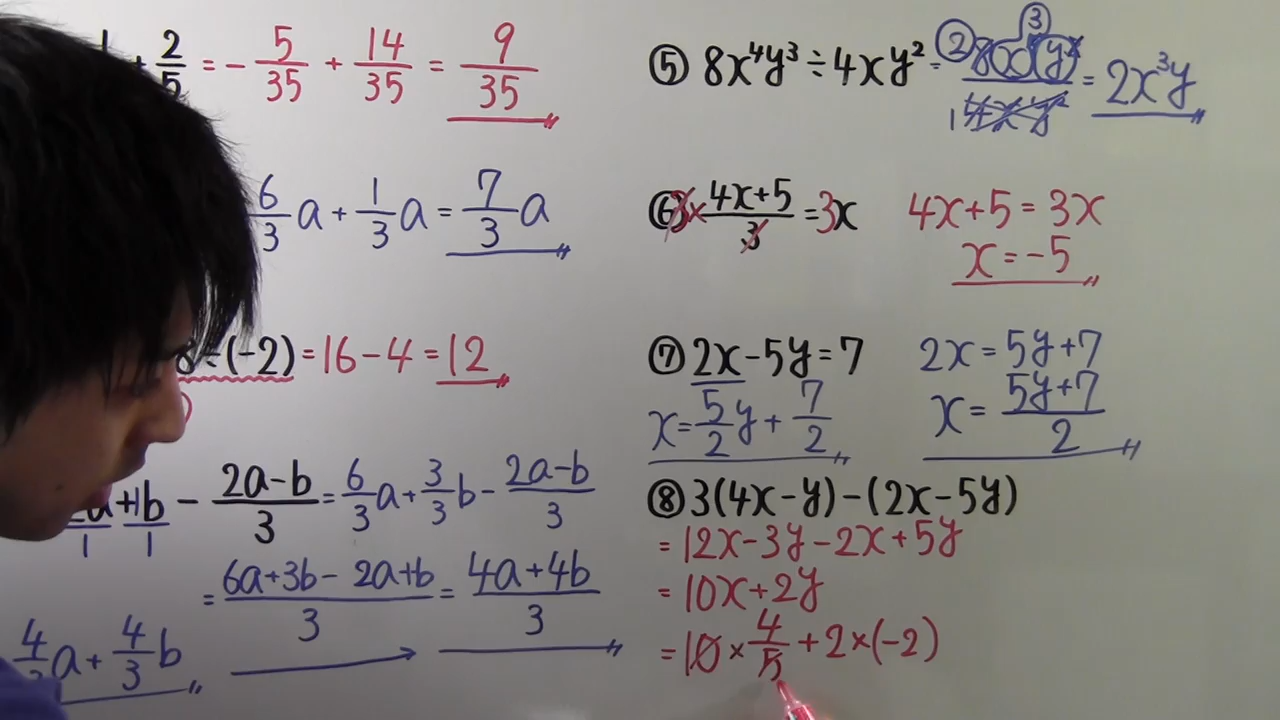 + 2/5 = -5/35 + 14/35 = 9/35
6/3 a + 1/3 a = 7/3 a
÷(-2) = 16 - 4 = 12
+1b - (2a-b)/3 = 6/3 a + 3/3 b - (2a-b)/3
1 1
= (6a+3b-2a+b)/3 = (4a+4b)/3
a + 4/3 b
⑤ 8x⁴y³ ÷ 4xy² = = 2x³y
⑥ 3× (4x+5)/3 = 3x 4x+5 = 3x
x = -5
⑦ 2x - 5y = 7 2x = 5y+7
x = 5/2 y + 7/2 x = (5y+7)/2
⑧ 3(4x-y) - (2x-5y)
= 12x - 3y - 2x + 5y
= 10x + 2y
= 10 × 4/5 + 2 × (-2)